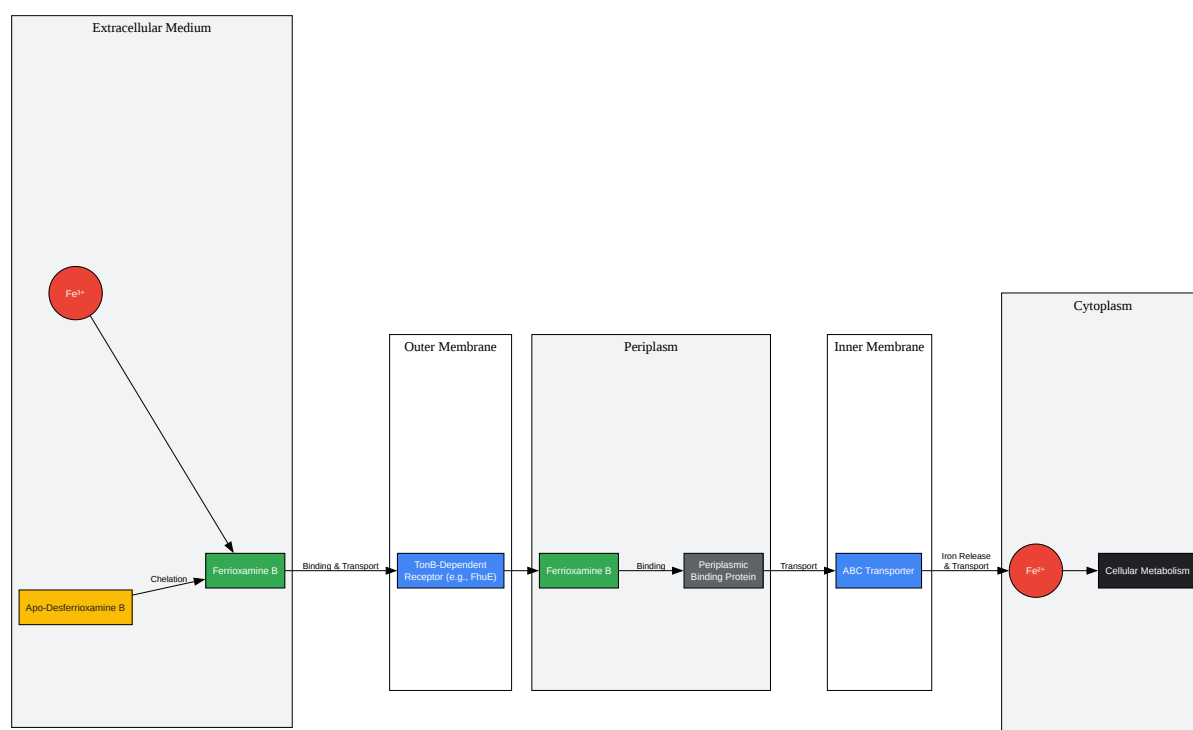 Extracellular Medium
Fe³⁺
Chelation
Apo-Desferrioxamine B
Ferrioxamine B
Binding & Transport
Outer Membrane
TonB-Dependent
Receptor (e.g., FhuE)
Periplasm
Ferrioxamine B
Binding
Periplasmic
Binding Protein
Transport
Inner Membrane
ABC Transporter
Iron Release
& Transport
Cytoplasm
Fe²⁺
Cellular Metabolism